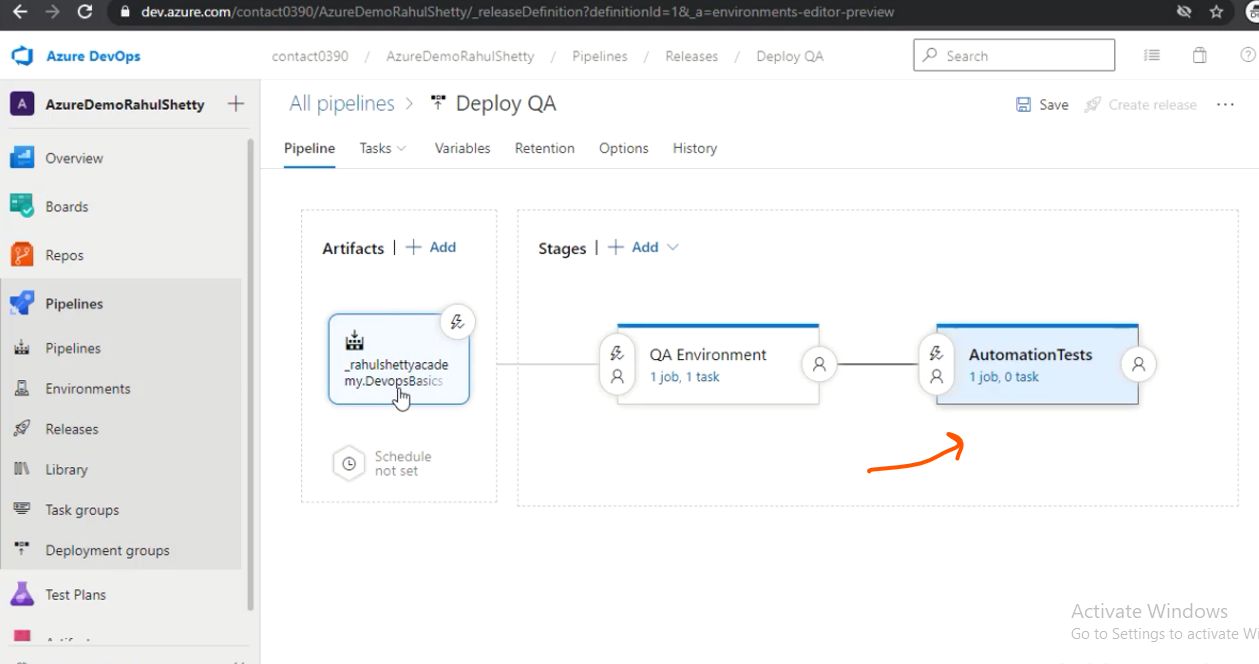 dev.azure.com/contact0390/AzureDemoRahulShetty/_releaseDefinition?definitionId=1&_a=environments-editor-preview
Azure DevOps
contact0390 / AzureDemoRahulShetty / Pipelines / Releases / Deploy QA
Search
A AzureDemoRahulShetty
All pipelines > Deploy QA
Save
Create release
Pipeline Tasks Variables Retention Options History
Overview
Boards
Repos
Pipelines
Pipelines
Environments
Releases
Library
Task groups
Deployment groups
Test Plans
Artifacts | + Add
_rahulshettyacade
my.DevopsBasics
Schedule
not set
Stages | + Add
QA Environment
1 job, 1 task
AutomationTests
1 job, 0 task
Activate Windows
Go to Settings to activate Wi